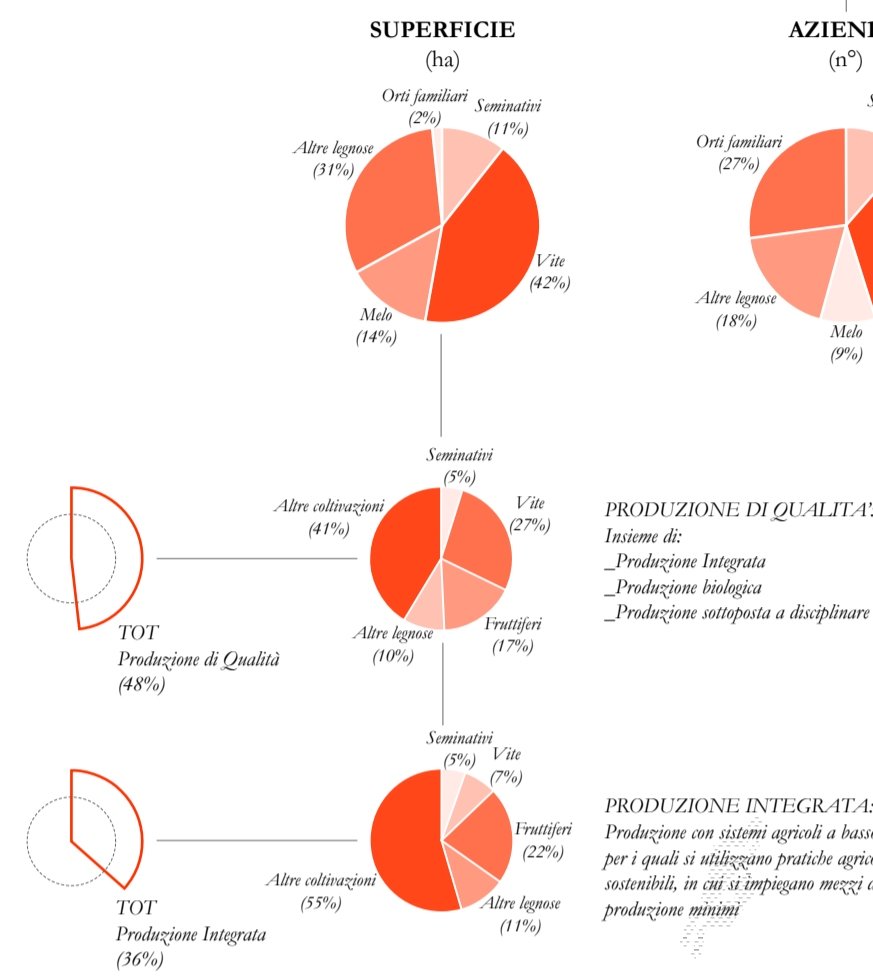 SUPERFICIE
(ha)
Orti familiari
(2%)
Seminativi
(11%)
Altre legnose
(31%)
Vite
(42%)
Melo
(14%)
AZIEN
(n°)
Orti familiari
(27%)
Altre legnose
(18%)
Melo
(9%)
Seminativi
(5%)
Altre coltivazioni
(41%)
Vite
(27%)
Fruttiferi
(17%)
Altre legnose
(10%)
TOT
Produzione di Qualità
(48%)
PRODUZIONE DI QUALITA':
Insieme di:
_Produzione Integrata
_Produzione biologica
_Produzione sottoposta a disciplinare
Seminativi
(5%)
Vite
(7%)
Fruttiferi
(22%)
Altre legnose
(11%)
Altre coltivazioni
(55%)
TOT
Produzione Integrata
(36%)
PRODUZIONE INTEGRATA:
Produzione con sistemi agricoli a basso
per i quali si utilizzano pratiche agrico
sostenibili, in cui si impiegano mezzi d
produzione minimi